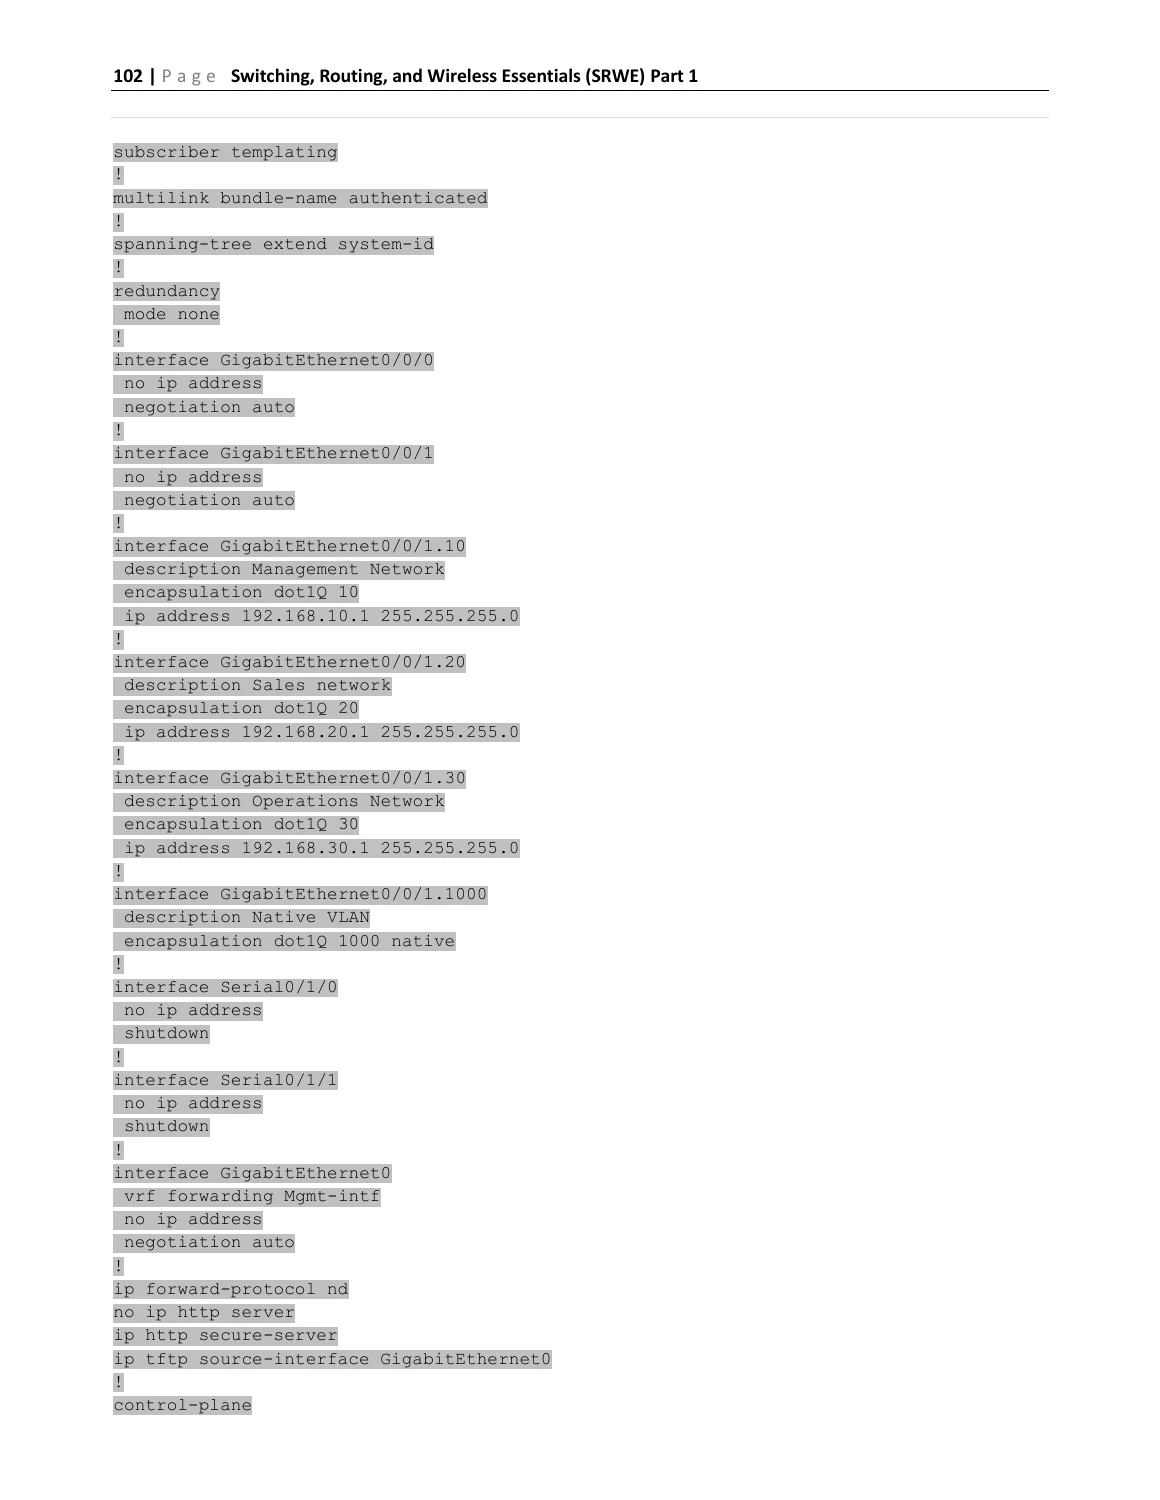 102 | P a g e Switching, Routing, and Wireless Essentials (SRWE) Part 1
subscriber templating
!
multilink bundle-name authenticated
!
spanning-tree extend system-id
!
redundancy
 mode none
!
interface GigabitEthernet0/0/0
 no ip address
 negotiation auto
!
interface GigabitEthernet0/0/1
 no ip address
 negotiation auto
!
interface GigabitEthernet0/0/1.10
 description Management Network
 encapsulation dot1Q 10
 ip address 192.168.10.1 255.255.255.0
!
interface GigabitEthernet0/0/1.20
 description Sales network
 encapsulation dot1Q 20
 ip address 192.168.20.1 255.255.255.0
!
interface GigabitEthernet0/0/1.30
 description Operations Network
 encapsulation dot1Q 30
 ip address 192.168.30.1 255.255.255.0
!
interface GigabitEthernet0/0/1.1000
 description Native VLAN
 encapsulation dot1Q 1000 native
!
interface Serial0/1/0
 no ip address
 shutdown
!
interface Serial0/1/1
 no ip address
 shutdown
!
interface GigabitEthernet0
 vrf forwarding Mgmt-intf
 no ip address
 negotiation auto
!
ip forward-protocol nd
no ip http server
ip http secure-server
ip tftp source-interface GigabitEthernet0
!
control-plane